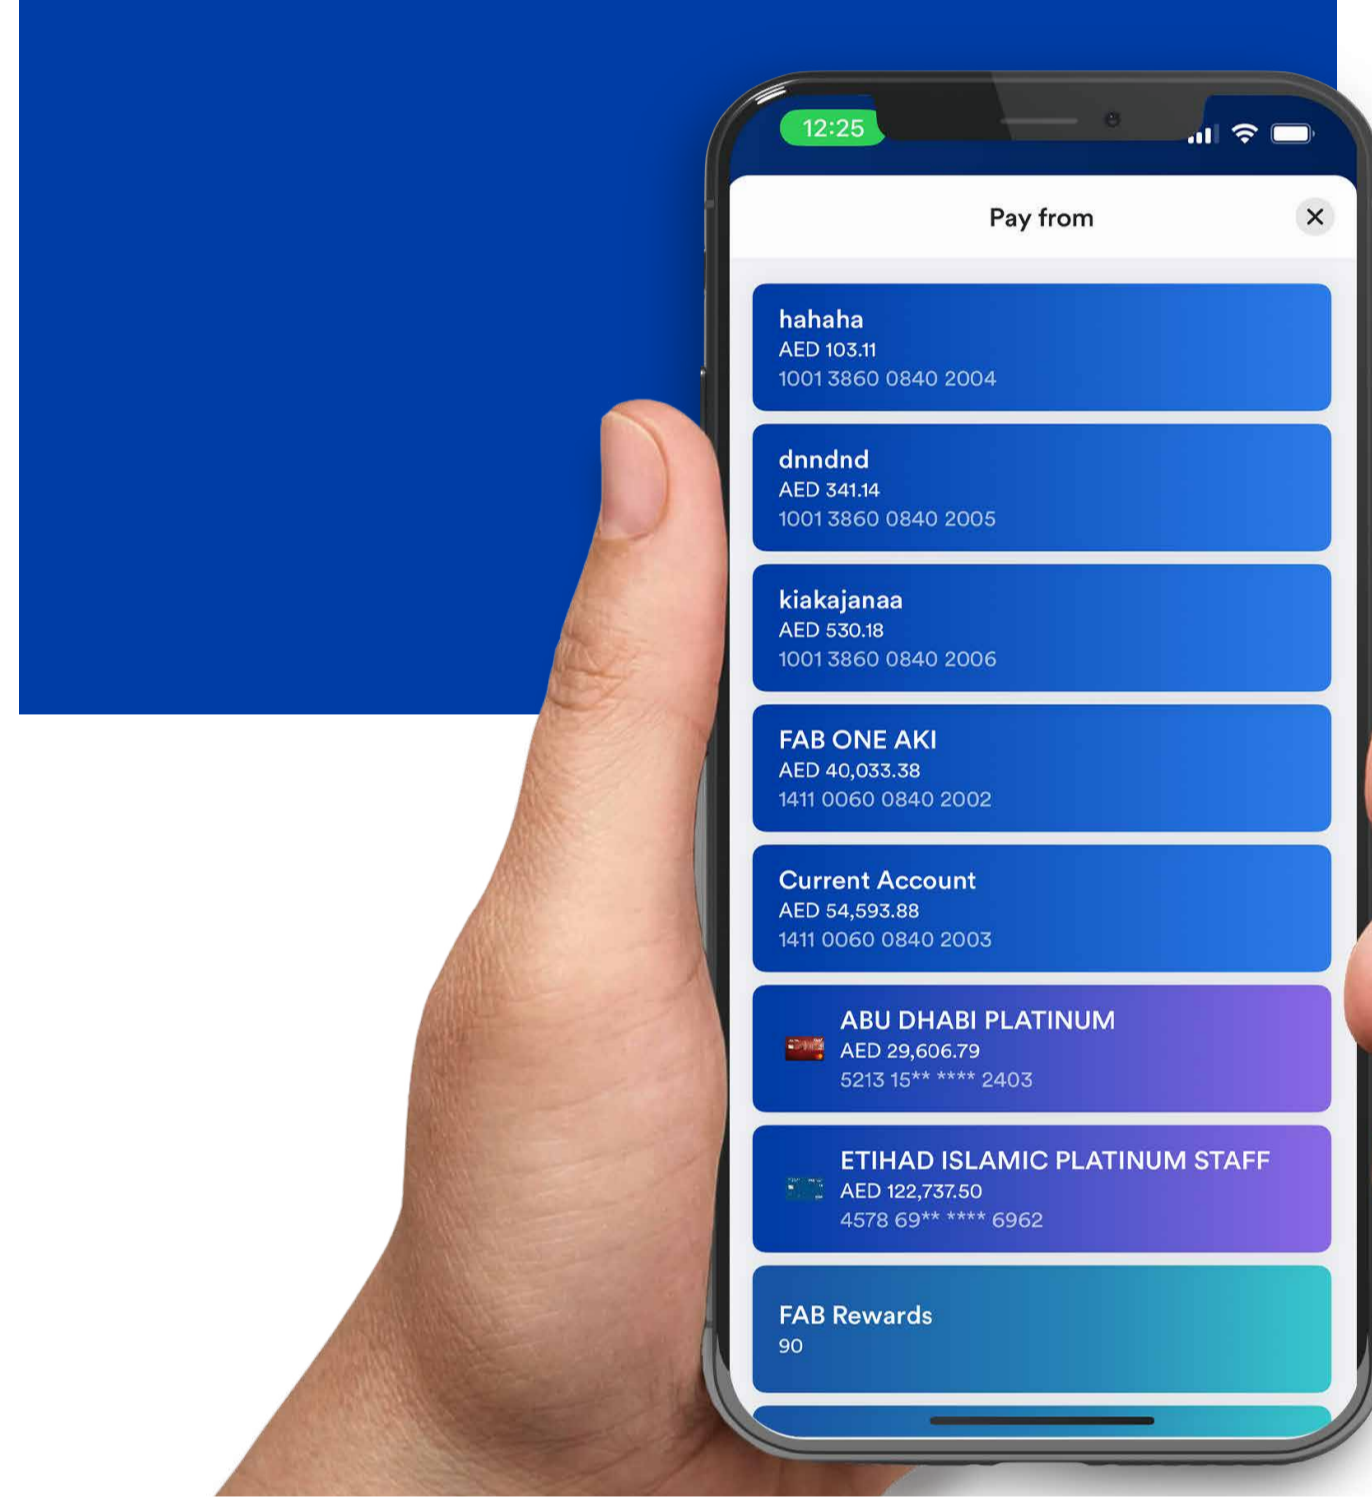 12:25
Pay from
hahaha
AED 103.11
1001 3860 0840 2004
dnndnd
AED 341.14
1001 3860 0840 2005
kiakajanaa
AED 530.18
1001 3860 0840 2006
FAB ONE AKI
AED 40,033.38
1411 0060 0840 2002
Current Account
AED 54,593.88
1411 0060 0840 2003
ABU DHABI PLATINUM
AED 29,606.79
5213 15** **** 2403
ETIHAD ISLAMIC PLATINUM STAFF
AED 122,737.50
4578 69** **** 6962
FAB Rewards
90